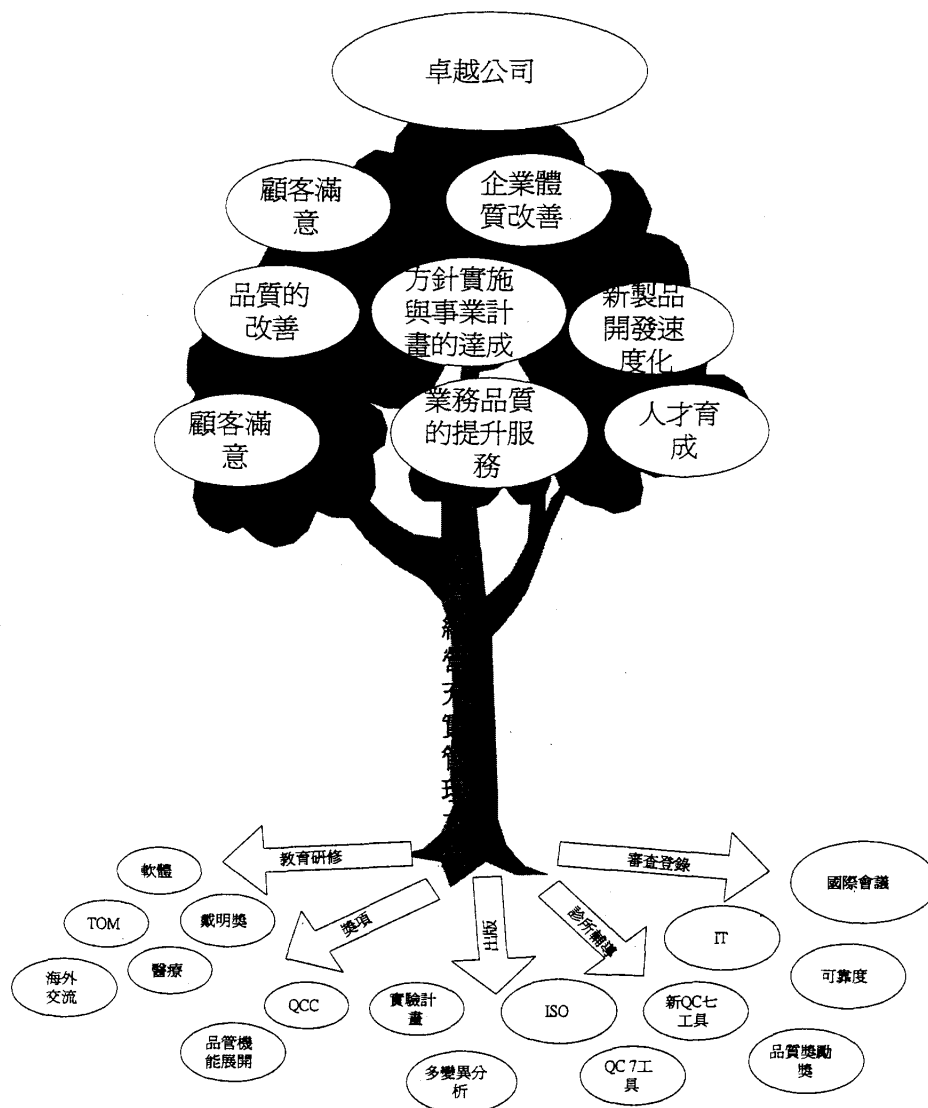 卓越公司
顧客滿
意
企業體
質改善
品質的
改善
方針實施
與事業計
畫的達成
新製品
開發速
度化
顧客滿
意
業務品質
的提升服
務
人才育
成
營充實管理
教育研修
審查登錄
獎項
出版
診所輔導
軟體
國際會議
TOM
戴明獎
IT
醫療
海外
交流
可靠度
QCC
實驗計
畫
ISO
新QC七
工具
品管機
能展開
多變異分
析
QC 7工
具
品質獎勵
獎